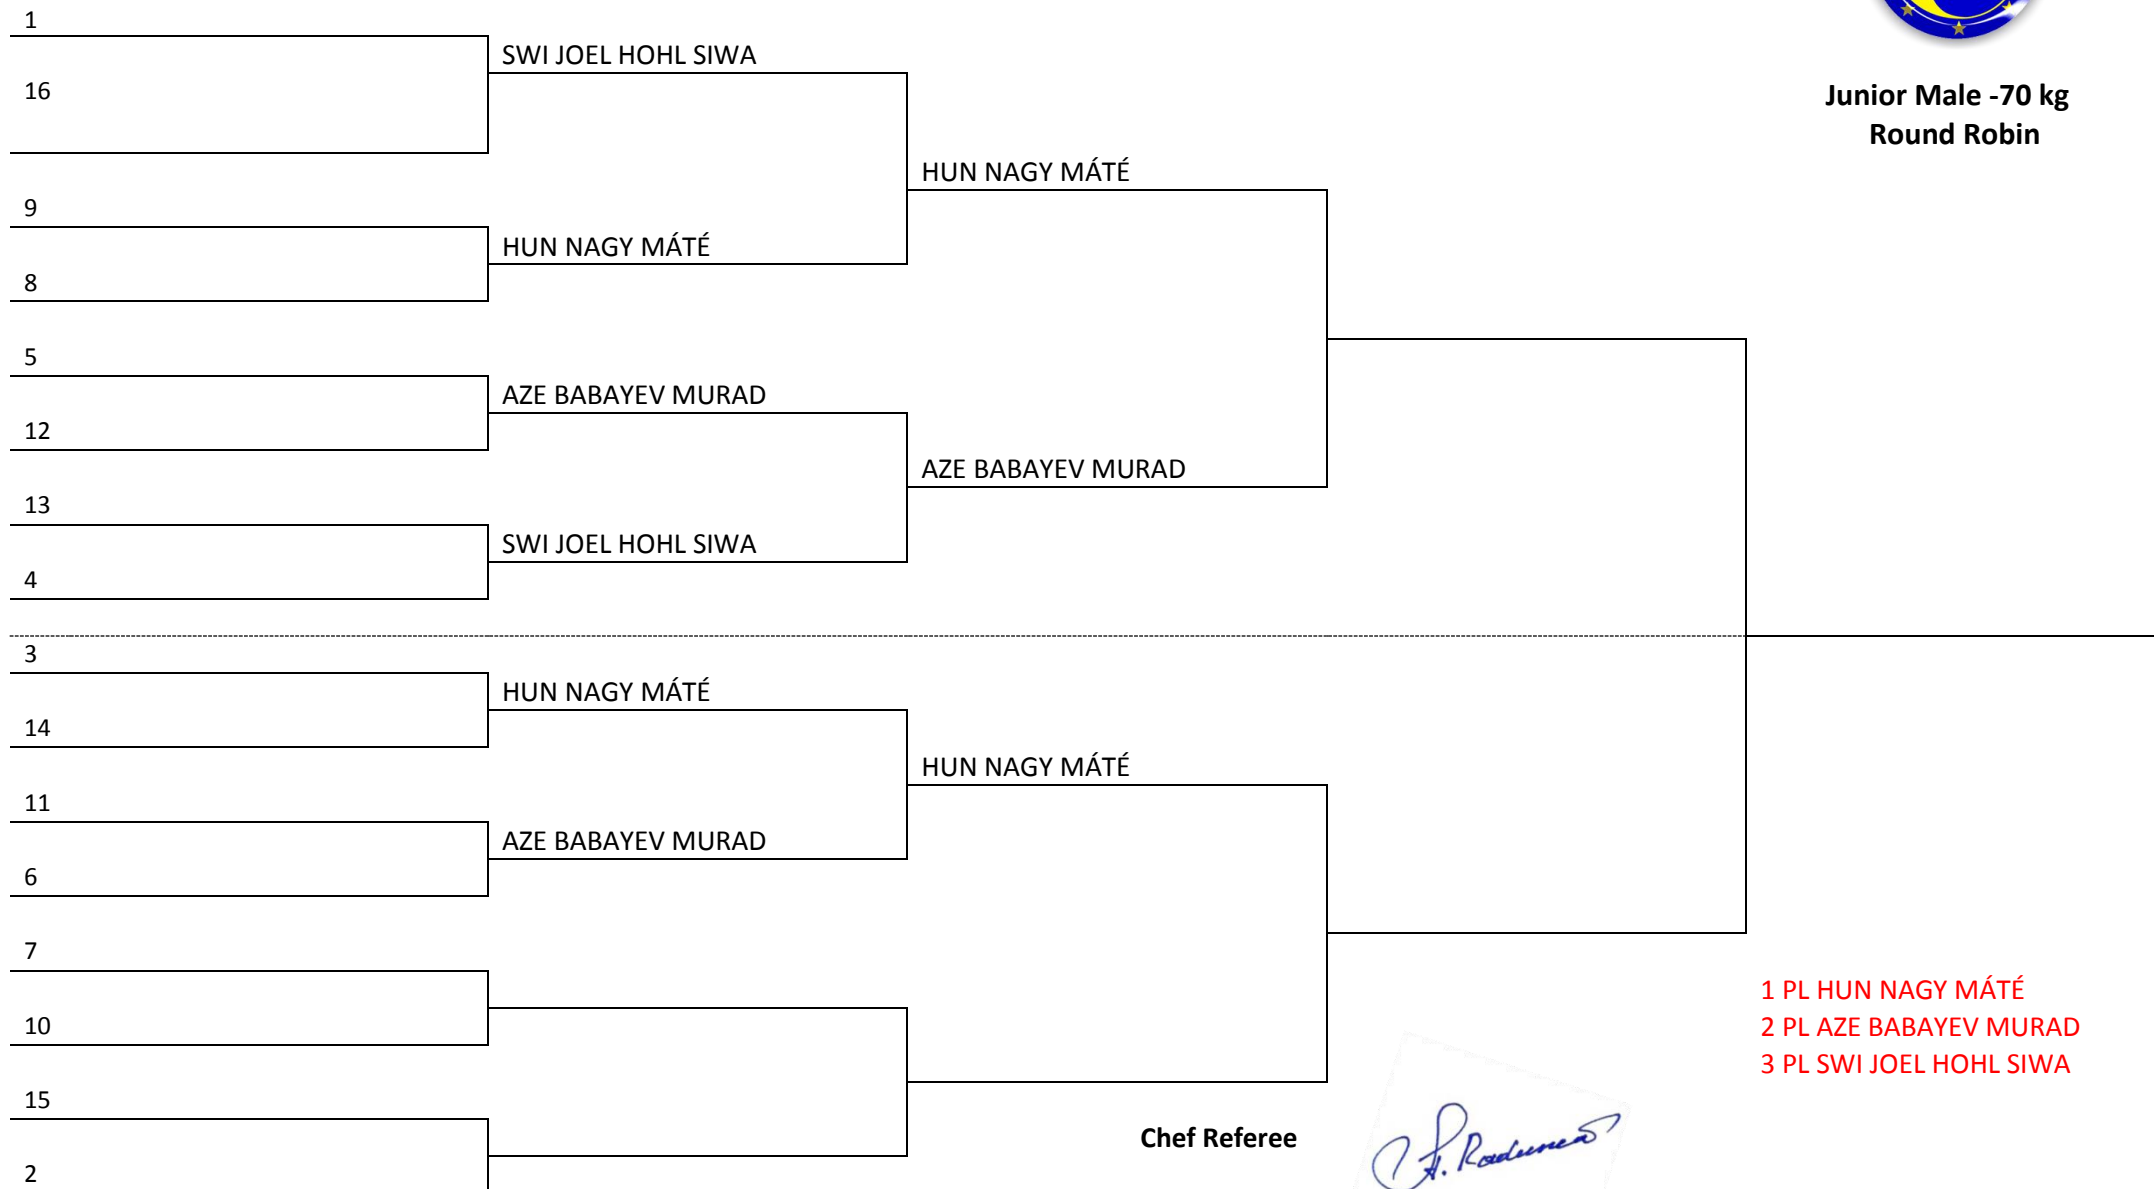 1
SWI JOEL HOHL SIWA
16
Junior Male -70 kg
Round Robin
HUN NAGY MÁTÉ
9
HUN NAGY MÁTÉ
8
5
AZE BABAYEV MURAD
12
AZE BABAYEV MURAD
13
SWI JOEL HOHL SIWA
4
3
HUN NAGY MÁTÉ
14
HUN NAGY MÁTÉ
11
AZE BABAYEV MURAD
6
7
1 PL HUN NAGY MÁTÉ
10
2 PL AZE BABAYEV MURAD
3 PL SWI JOEL HOHL SIWA
15
Chef Referee
2